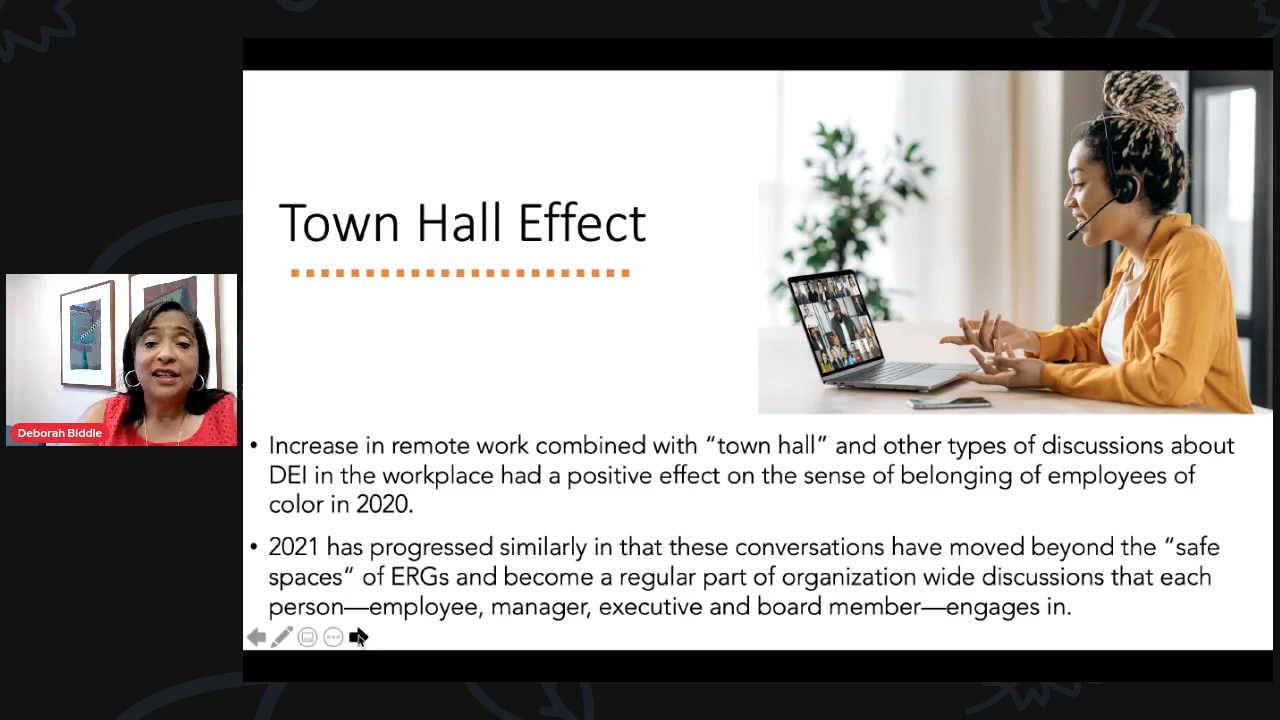 Town Hall Effect
Deborah Biddle
• Increase in remote work combined with “town hall” and other types of discussions about
DEI in the workplace had a positive effect on the sense of belonging of employees of
color in 2020.
• 2021 has progressed similarly in that these conversations have moved beyond the “safe
spaces” of ERGs and become a regular part of organization wide discussions that each
person—employee, manager, executive and board member—engages in.